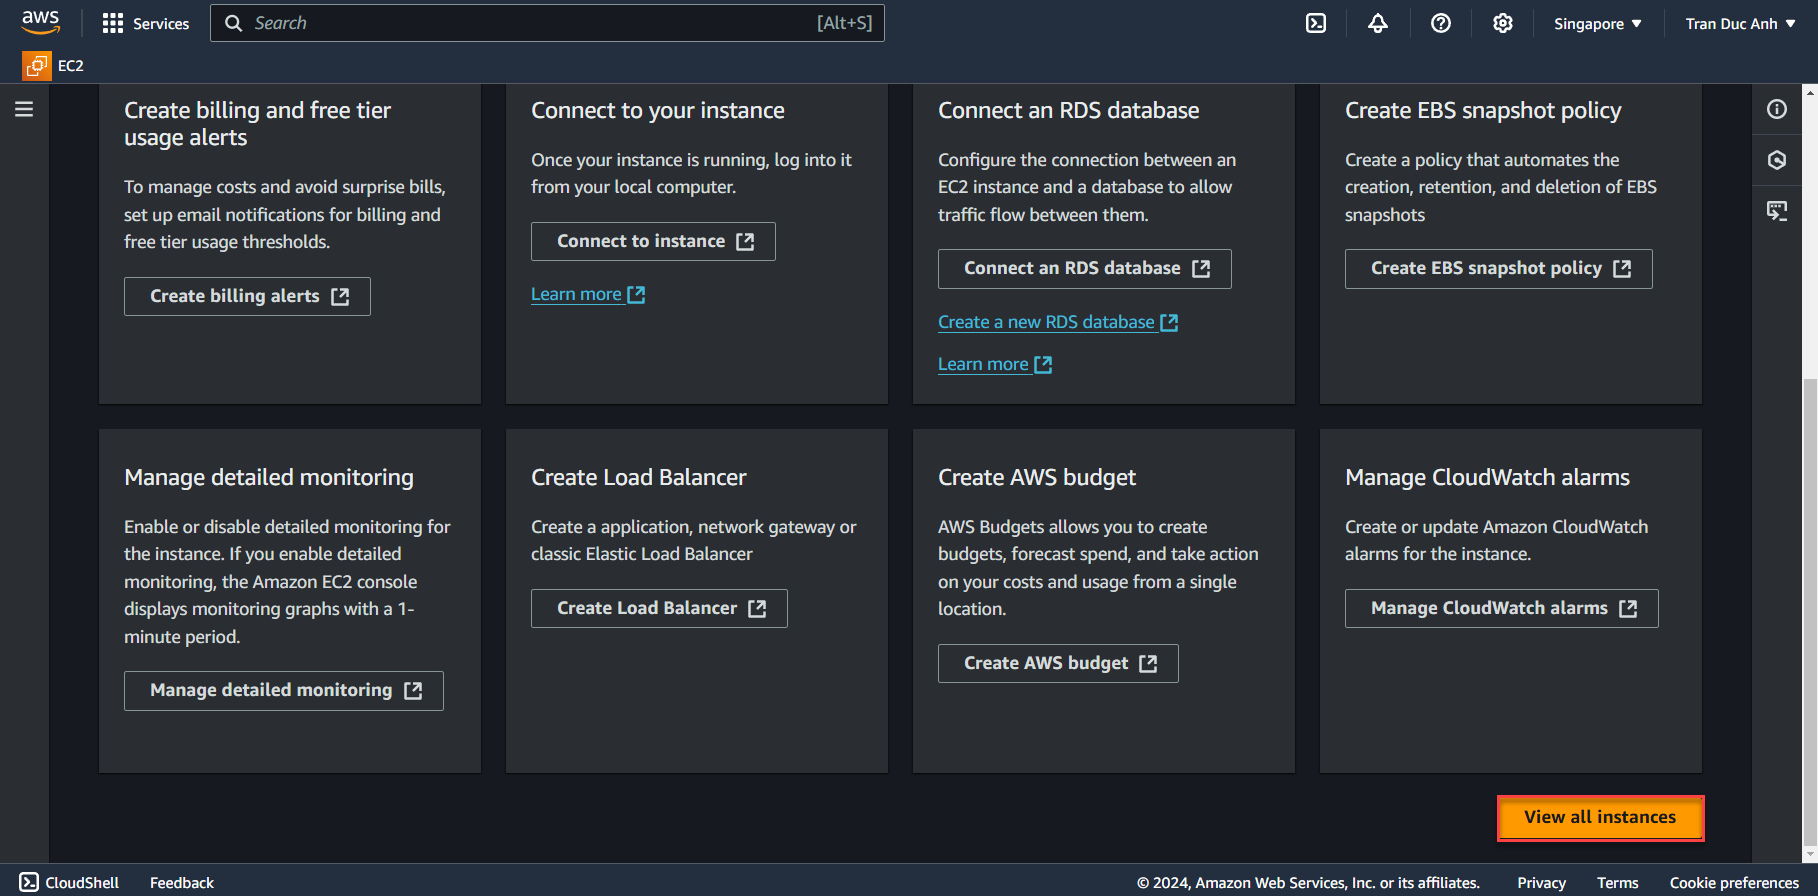 aws
Services
Search
[Alt+S]
Singapore
Tran Duc Anh
EC2
Create billing and free tier
usage alerts
To manage costs and avoid surprise bills,
set up email notifications for billing and
free tier usage thresholds.
Create billing alerts
Connect to your instance
Once your instance is running, log into it
from your local computer.
Connect to instance
Learn more
Connect an RDS database
Configure the connection between an
EC2 instance and a database to allow
traffic flow between them.
Connect an RDS database
Create a new RDS database
Learn more
Create EBS snapshot policy
Create a policy that automates the
creation, retention, and deletion of EBS
snapshots
Create EBS snapshot policy
Manage detailed monitoring
Enable or disable detailed monitoring for
the instance. If you enable detailed
monitoring, the Amazon EC2 console
displays monitoring graphs with a 1-
minute period.
Manage detailed monitoring
Create Load Balancer
Create a application, network gateway or
classic Elastic Load Balancer
Create Load Balancer
Create AWS budget
AWS Budgets allows you to create
budgets, forecast spend, and take action
on your costs and usage from a single
location.
Create AWS budget
Manage CloudWatch alarms
Create or update Amazon CloudWatch
alarms for the instance.
Manage CloudWatch alarms
View all instances
CloudShell
Feedback
© 2024, Amazon Web Services, Inc. or its affiliates.
Privacy
Terms
Cookie preferences